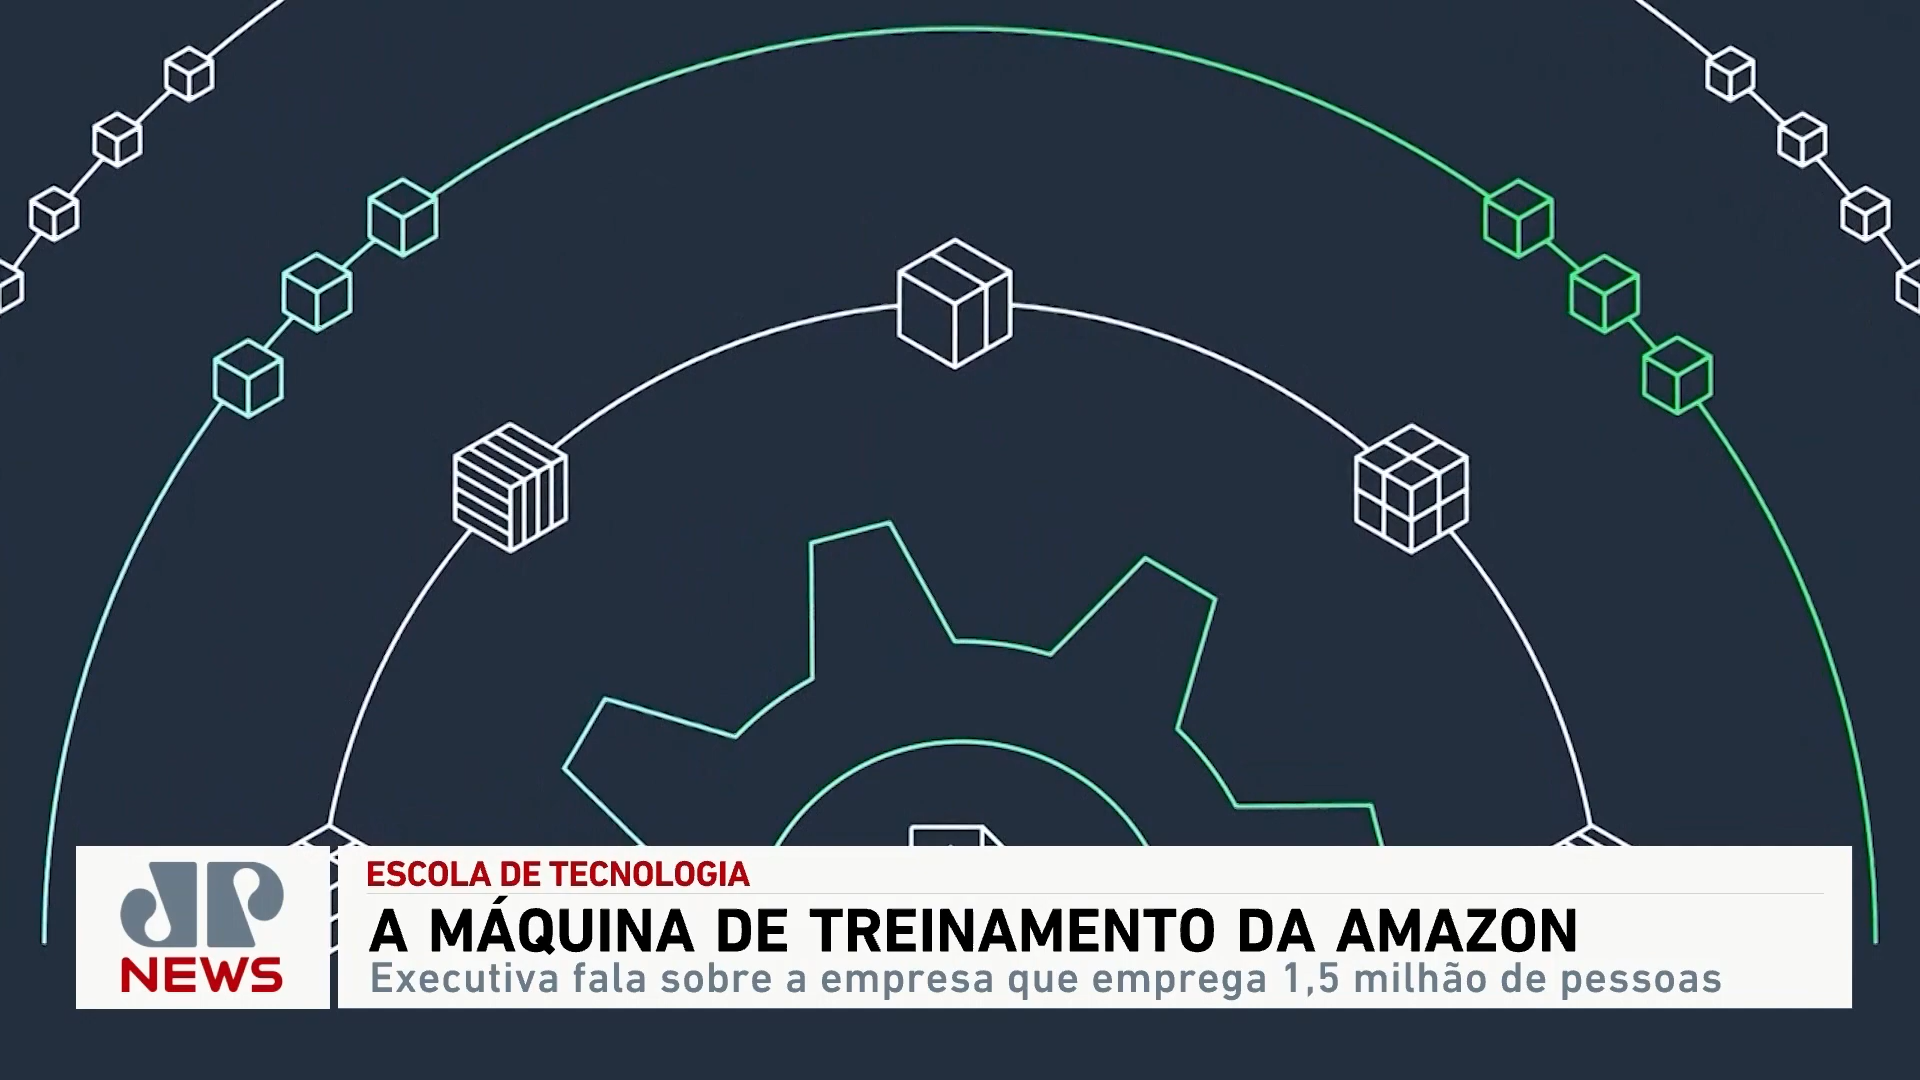 ESCOLA DE TECNOLOGIA
A MÁQUINA DE TREINAMENTO DA AMAZON
Executiva fala sobre a empresa que emprega 1,5 milhão de pessoas
JP
NEWS